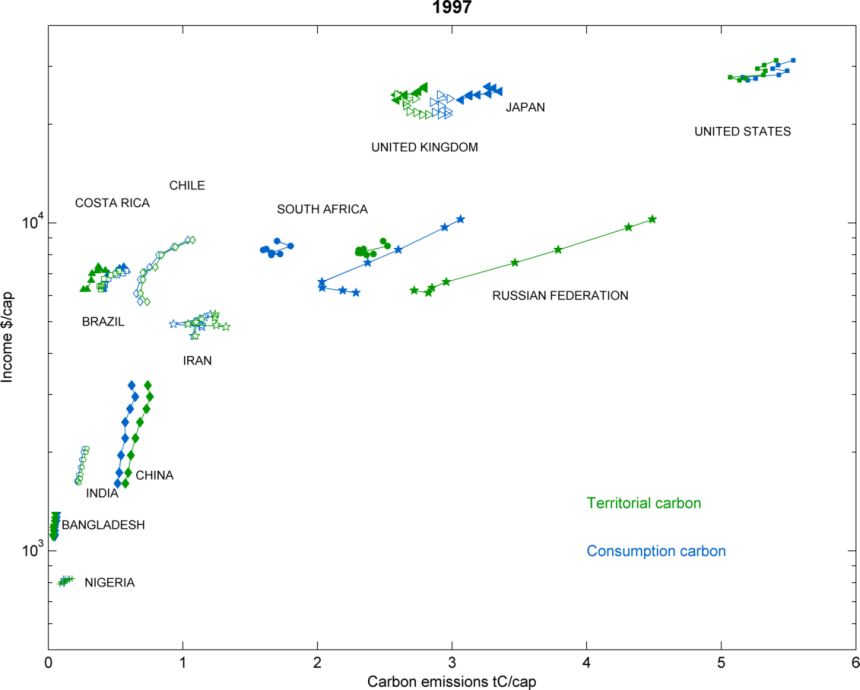 1997
JAPAN
UNITED STATES
UNITED KINGDOM
CHILE
COSTA RICA
SOUTH AFRICA
10^4
RUSSIAN FEDERATION
BRAZIL
Income $/cap
IRAN
CHINA
INDIA
Territorial carbon
BANGLADESH
Consumption carbon
10^3
NIGERIA
0 1 2 3 4 5 6
Carbon emissions tC/cap